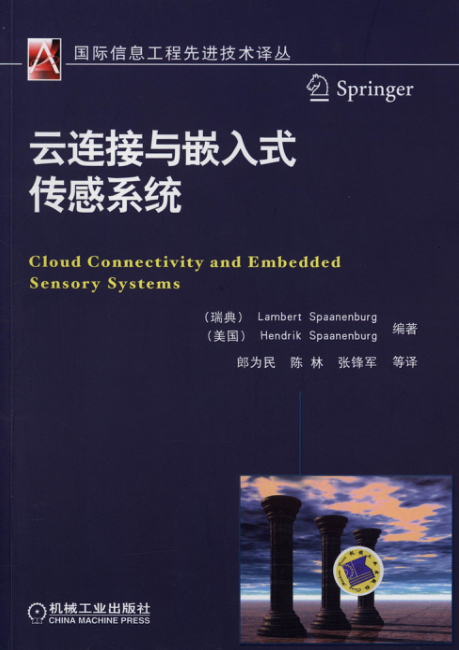 国际信息工程先进技术译丛
Springer
云连接与嵌入式
传感系统
Cloud Connectivity and Embedded
Sensory Systems
（瑞典） Lambert Spaanenburg
（美国） Hendrik Spaanenburg 编著
郎为民 陈 林 张锋军 等译
机械工业出版社
CHINA MACHINE PRESS